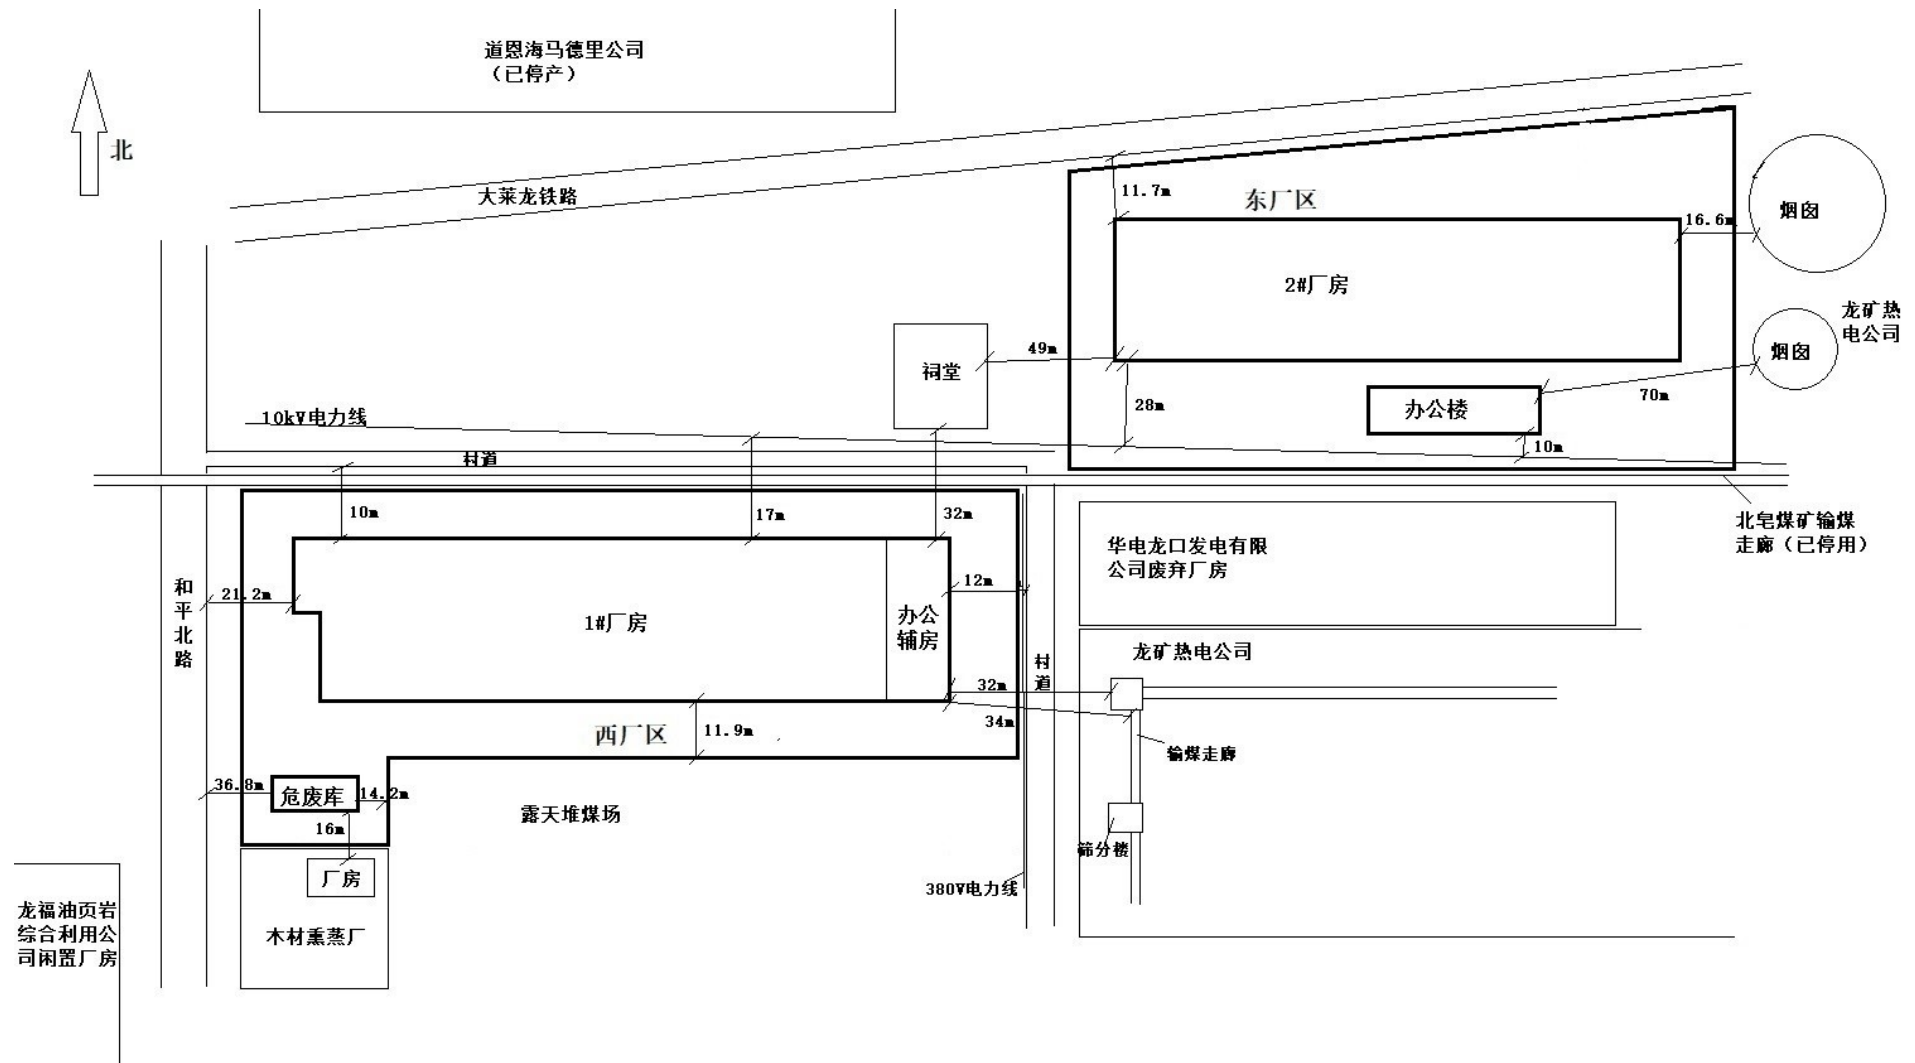 道恩海马德里公司
（已停产）
北
大莱龙铁路
11.7m
东厂区
16.6m
烟囱
2#厂房
龙矿热
电公司
49m
烟囱
祠堂
28m
办公楼
70m
10kV电力线
10m
村道
10m
17m
32m
北皂煤矿输煤
走廊（已停用）
华电龙口发电有限
公司废弃厂房
和
平
北
路
21.2m
1#厂房
12m
办公
辅房
龙矿热电公司
村
道
32m
34m
西厂区
11.9m
输煤走廊
36.8m
危废库
14.2m
露天堆煤场
16m
筛分楼
厂房
380V电力线
龙福油页岩
综合利用公
司闲置厂房
木材熏蒸厂